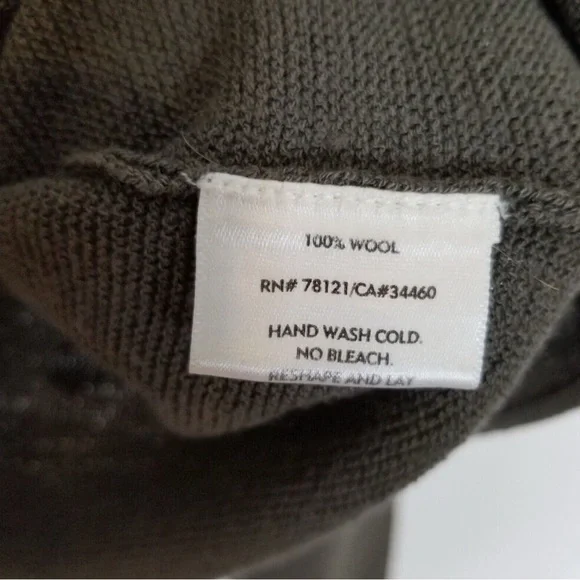 100% WOOL
RN# 78121/CA#34460
HAND WASH COLD.
NO BLEACH.
RESHAPE AND LAY